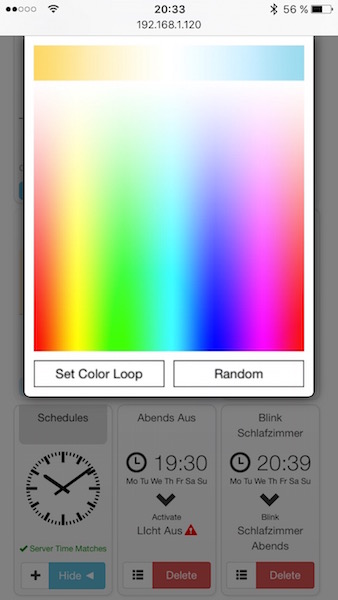 20:33
56 %
192.168.1.120
Set Color Loop
Random
Schedules
Server Time Matches
Hide
Abends Aus
19:30
Mo Tu We Th Fr Sa Su
Activate
LIcht Aus
Delete
Blink
Schlafzimmer
20:39
Mo Tu We Th Fr Sa Su
Blink
Schlafzimmer
Abends
Delete